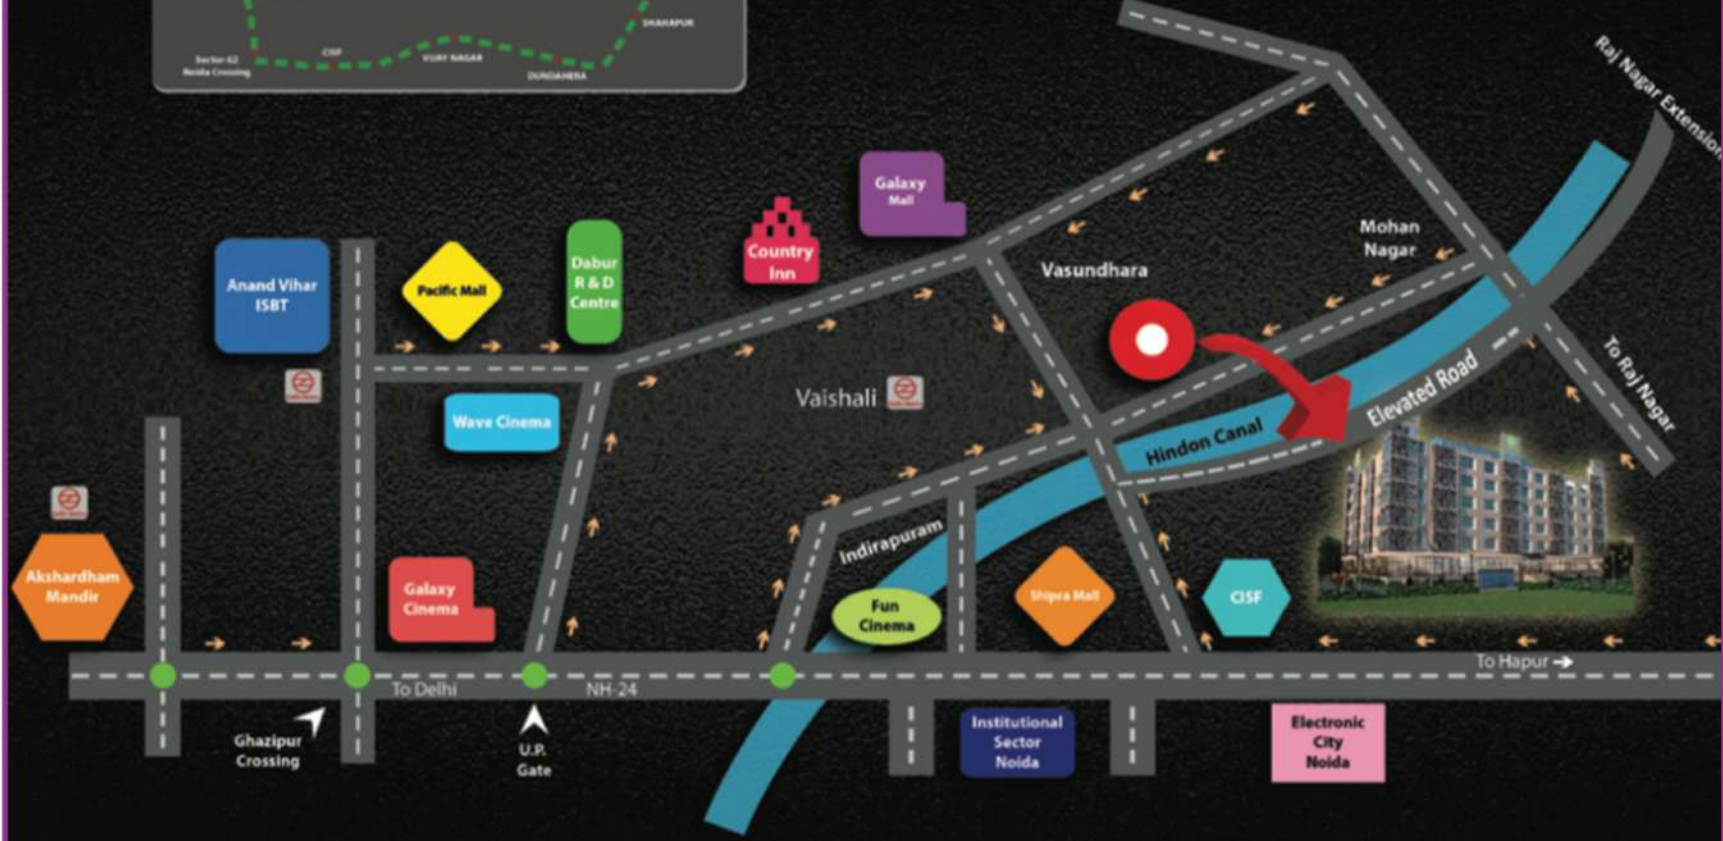 SHAHAPUR
CISF
VIJAY NAGAR
Sector-62
Noida Crossing
DUNDAHERA
Raj Nagar Extension
Galaxy
Mall
Mohan
Nagar
Country
Inn
Vasundhara
Dabur
R & D
Centre
Anand Vihar
ISBT
Pacific Mall
To Raj Nagar
Elevated Road
Vaishali
Wave Cinema
Hindon Canal
Indirapuram
Akshardham
Mandir
Galaxy
Cinema
Fun
Cinema
Shipra Mall
CISF
To Hapur
To Delhi
NH-24
Ghazipur
Crossing
U.P.
Gate
Institutional
Sector
Noida
Electronic
City
Noida